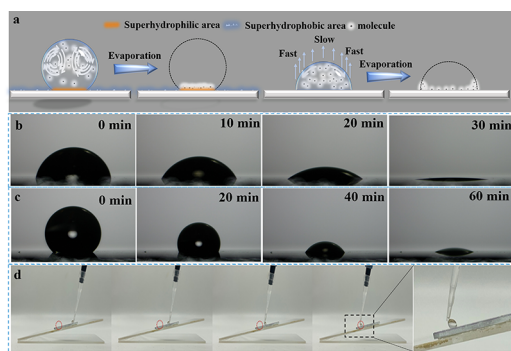 a
Superhydrophilic area Superhydrophobic area molecule
Slow
Fast Fast
Evaporation Evaporation
b 0 min 10 min 20 min 30 min
c 0 min 20 min 40 min 60 min
d